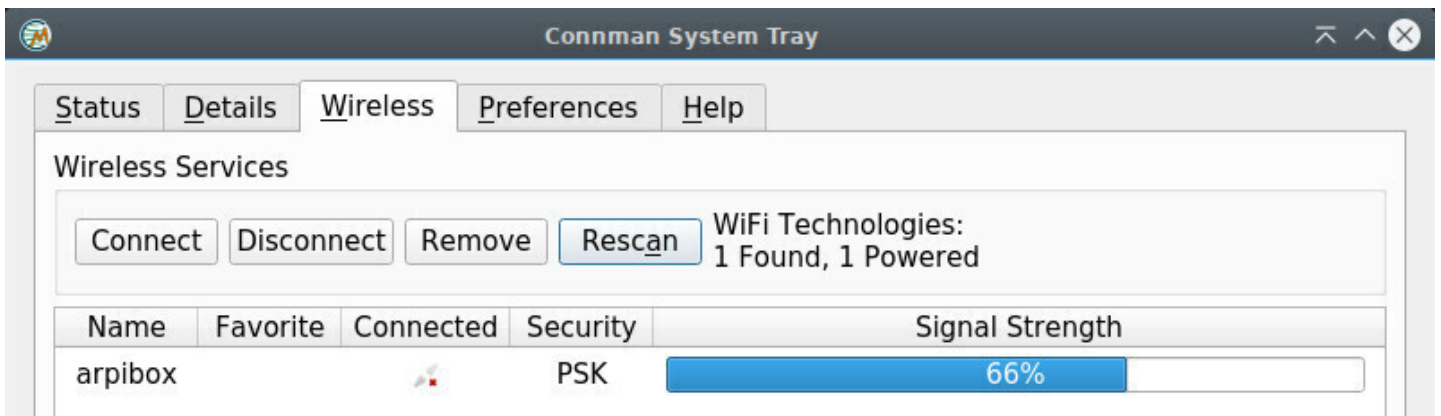 Connman System Tray
Status Details Wireless Preferences Help
Wireless Services
Connect Disconnect Remove Rescan WiFi Technologies:
1 Found, 1 Powered
Name Favorite Connected Security Signal Strength
arpibox PSK 66%